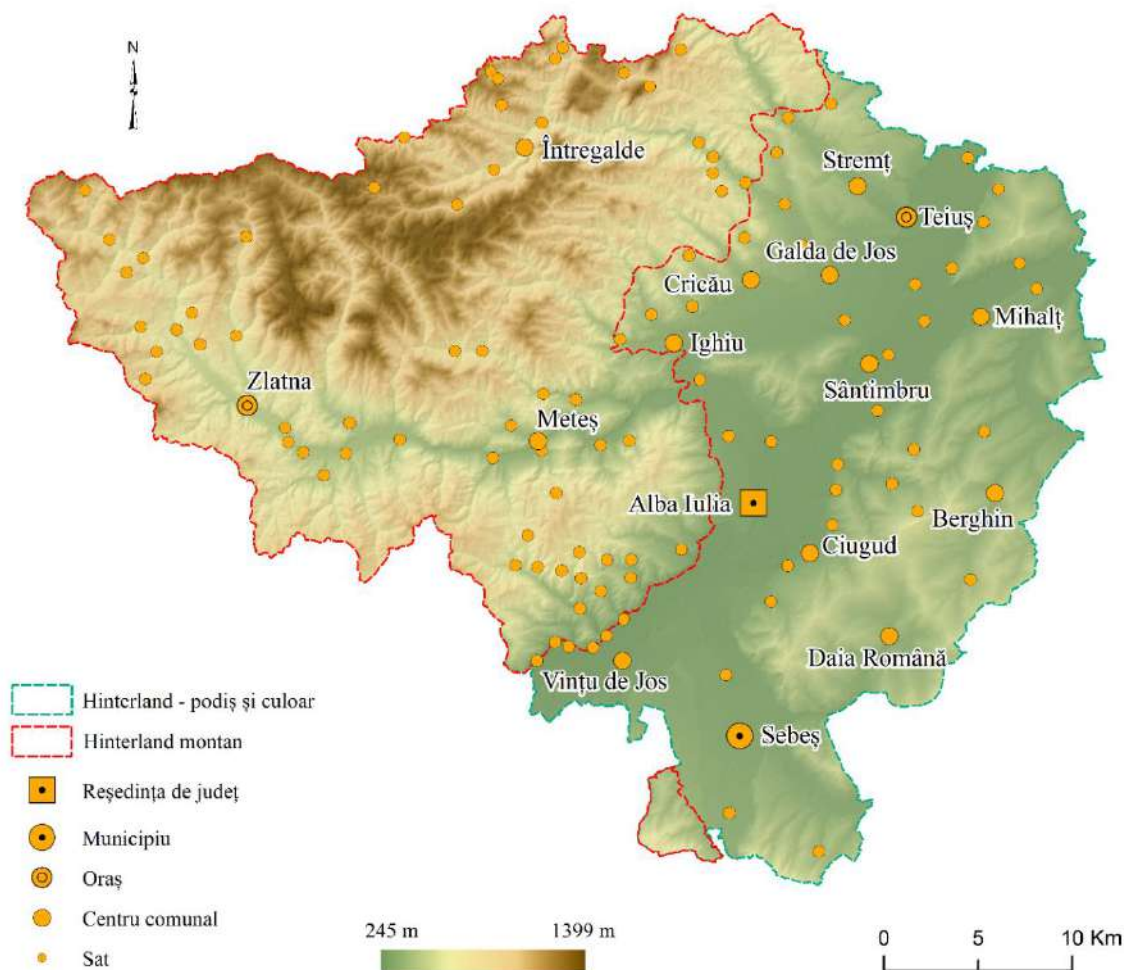 N
Întregalde
Stremț
Teiuș
Galda de Jos
Cricău
Mihalț
Ighiu
Zlatna
Sântimbru
Meteș
Alba Iulia
Berghin
Ciugud
Daia Română
Vințu de Jos
Sebeș
Hinterland - podiș și culoar
Hinterland montan
Reședința de județ
Municipiu
Oraș
Centru comunal
Sat
245 m 1399 m
0 5 10 Km